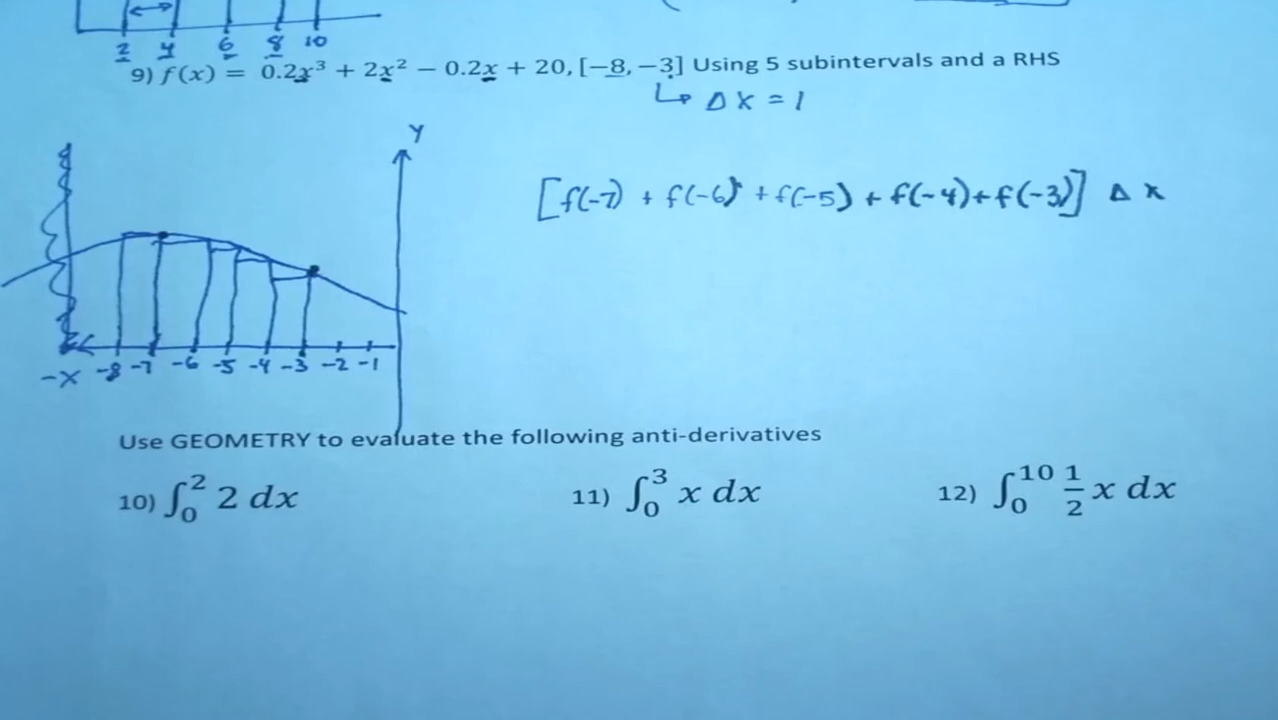 2 4 6 8 10
9) f(x) = 0.2x³ + 2x² − 0.2x + 20, [−8, −3] Using 5 subintervals and a RHS
↳ Δx = 1
Y
[f(-7) + f(-6) + f(-5) + f(-4) + f(-3)] Δx
-x -8 -7 -6 -5 -4 -3 -2 -1
Use GEOMETRY to evaluate the following anti-derivatives
10) ∫₀² 2 dx 11) ∫₀³ x dx 12) ∫₀¹⁰ ½ x dx